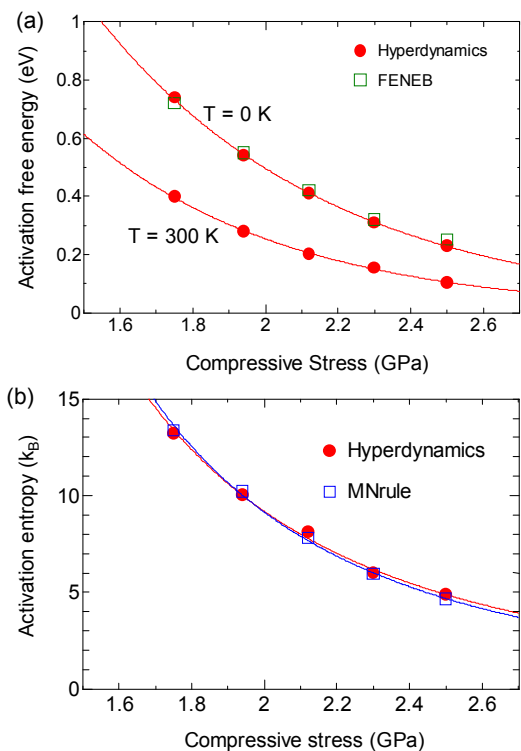 (a)
Activation free energy (eV)
1
0.8
0.6
0.4
0.2
0
Hyperdynamics
FENEB
T = 0 K
T = 300 K
1.6 1.8 2 2.2 2.4 2.6
Compressive Stress (GPa)
(b)
Activation entropy (kB)
15
10
5
0
Hyperdynamics
MNrule
1.6 1.8 2 2.2 2.4 2.6
Compressive stress (GPa)